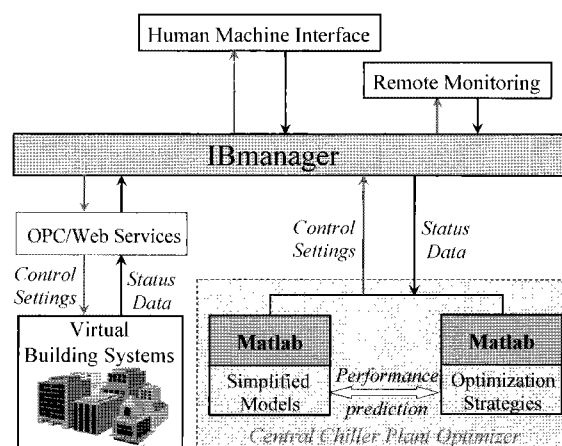 Human Machine Interface
Remote Monitoring
IBmanager
OPC/Web Services
Control
Settings
Status
Data
Control
Settings
Status
Data
Virtual
Building Systems
Matlab
Simplified
Models
Performance
prediction
Matlab
Optimization
Strategies
Central Chiller Plant Optimizer